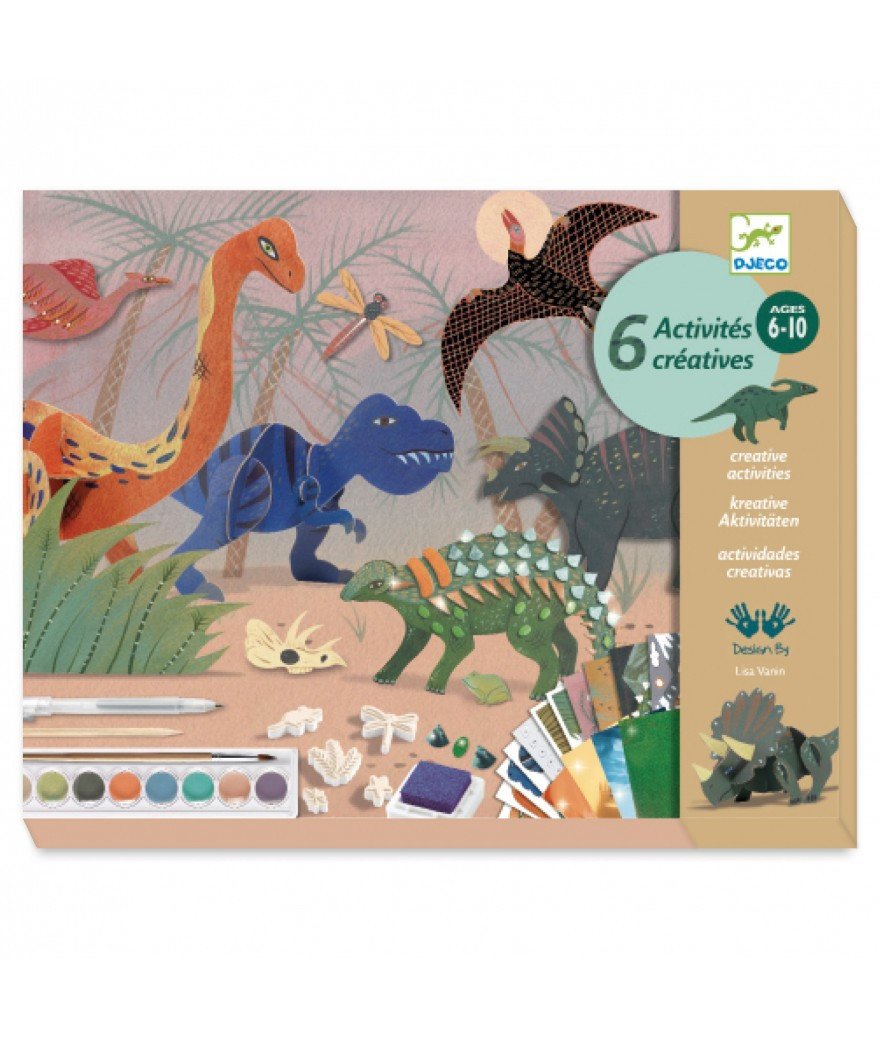 DJECO
AGES
6-10
6 Activités
créatives
creative
activities
kreative
Aktivitäten
actividades
creativas
Design By
Lisa Vanin